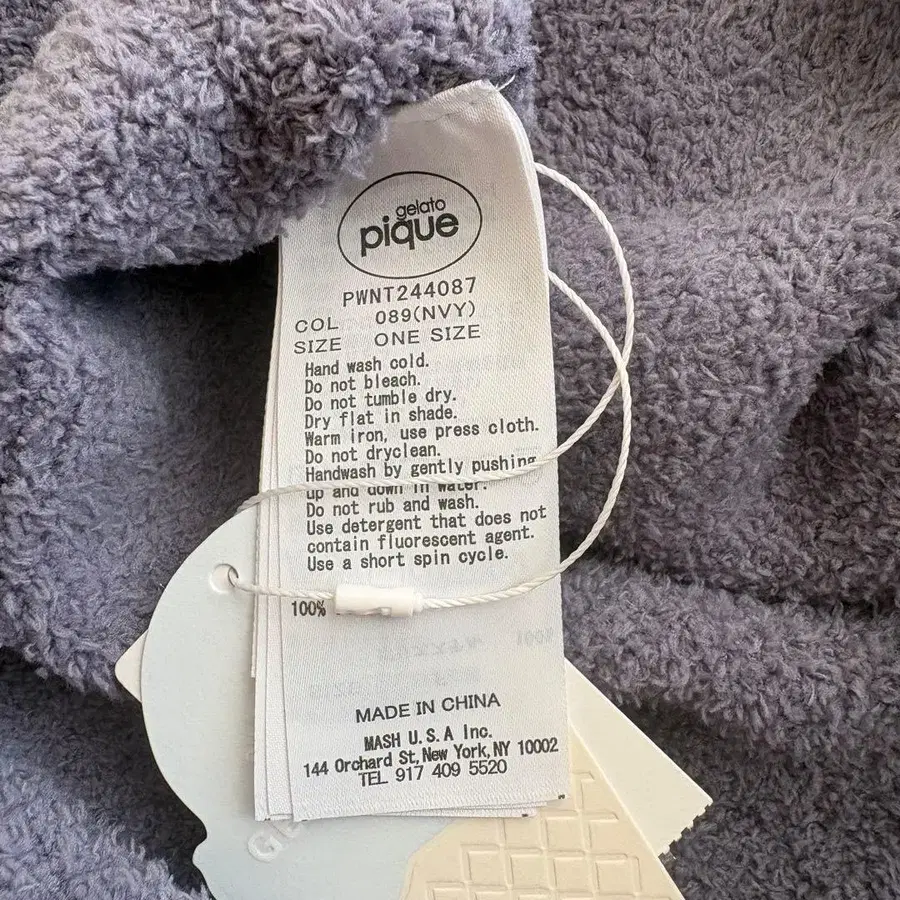 gelato
pique
PWNT244087
COL 089(NVY)
SIZE ONE SIZE
Hand wash cold.
Do not bleach.
Do not tumble dry.
Dry flat in shade.
Warm iron, use press cloth.
Do not dryclean.
Handwash by gently pushing
up and down in water.
Do not rub and wash.
Use detergent that does not
contain fluorescent agent.
Use a short spin cycle.
100%
MADE IN CHINA
MASH U.S.A Inc.
144 Orchard St, New York, NY 10002
TEL 917 409 5520